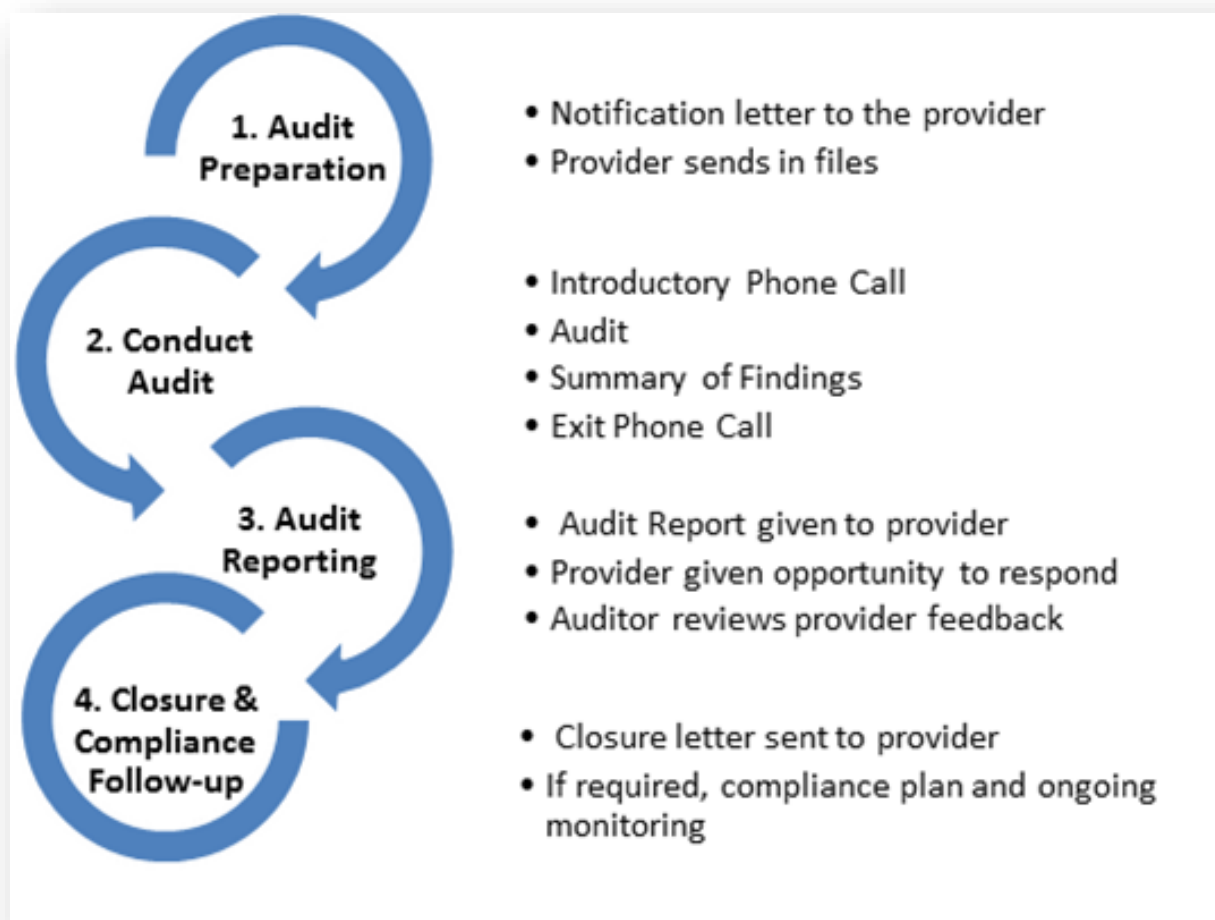 1. Audit
Preparation
• Notification letter to the provider
• Provider sends in files
2. Conduct
Audit
• Introductory Phone Call
• Audit
• Summary of Findings
• Exit Phone Call
3. Audit
Reporting
• Audit Report given to provider
• Provider given opportunity to respond
• Auditor reviews provider feedback
4. Closure &
Compliance
Follow-up
• Closure letter sent to provider
• If required, compliance plan and ongoing
monitoring